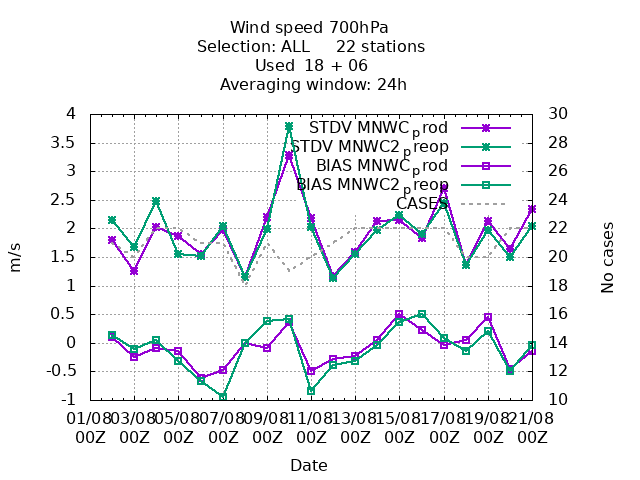 Wind speed 700hPa
Selection: ALL 22 stations
Used 18 + 06
Averaging window: 24h
4 30
3.5 28
3 26
2.5 24
2 22
1.5 20
1 18
0.5 16
0 14
-0.5 12
-1 10
STDV MNWC_prod
STDV MNWC2_preop
BIAS MNWC_prod
BIAS MNWC2_preop
CASES
m/s
No cases
01/08 03/08 05/08 07/08 09/08 11/08 13/08 15/08 17/08 19/08 21/08
00Z 00Z 00Z 00Z 00Z 00Z 00Z 00Z 00Z 00Z 00Z
Date